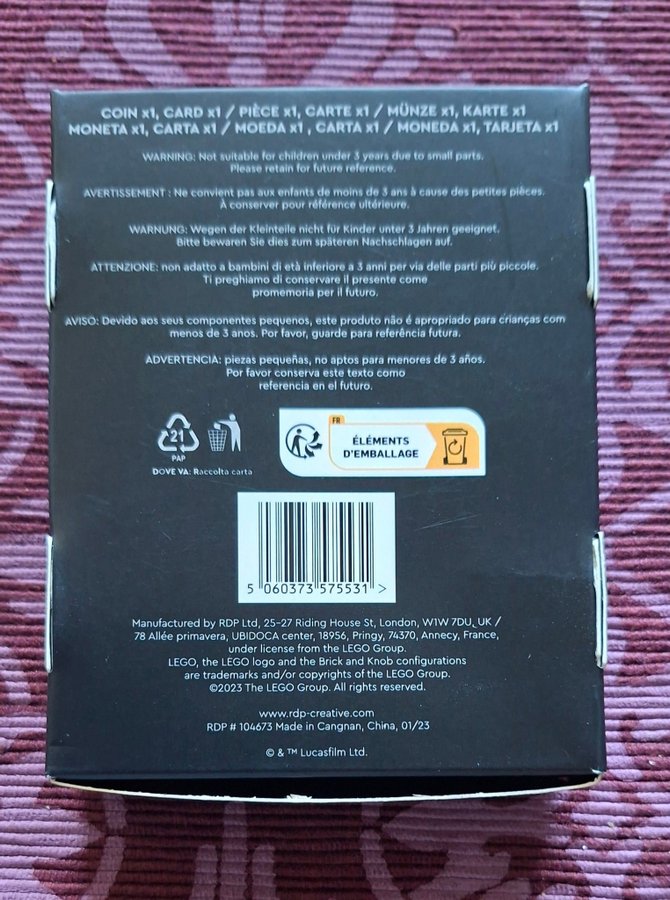 COIN x1, CARD x1 / PIÈCE x1, CARTE x1 / MÜNZE x1, KARTE x1
MONETA x1, CARTA x1 / MOEDA x1 , CARTA x1 / MONEDA x1, TARJETA x1
WARNING: Not suitable for children under 3 years due to small parts.
Please retain for future reference.
AVERTISSEMENT : Ne convient pas aux enfants de moins de 3 ans à cause des petites pièces.
À conserver pour référence ultérieure.
WARNUNG: Wegen der Kleinteile nicht für Kinder unter 3 Jahren geeignet.
Bitte bewaren Sie dies zum späteren Nachschlagen auf.
ATTENZIONE: non adatto a bambini di età inferiore a 3 anni per via delle parti più piccole.
Ti preghiamo di conservare il presente come
promemoria per il futuro.
AVISO: Devido aos seus componentes pequenos, este produto não é apropriado para crianças com
menos de 3 anos. Por favor, guarde para referência futura.
ADVERTENCIA: piezas pequeñas, no aptos para menores de 3 años.
Por favor conserva este texto como
referencia en el futuro.
21
PAP
DOVE VA: Raccolta carta
FR
ÉLÉMENTS
D'EMBALLAGE
5 060373 575531 >
Manufactured by RDP Ltd, 25-27 Riding House St, London, W1W 7DU, UK /
78 Allée primavera, UBIDOCA center, 18956, Pringy, 74370, Annecy, France,
under license from the LEGO Group.
LEGO, the LEGO logo and the Brick and Knob configurations
are trademarks and/or copyrights of the LEGO Group.
©2023 The LEGO Group. All rights reserved.
www.rdp-creative.com
RDP # 104673 Made in Cangnan, China, 01/23
© & ™ Lucasfilm Ltd.